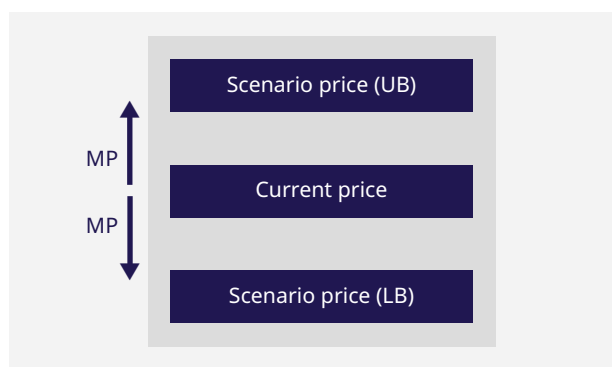 Scenario price (UB)
MP
Current price
MP
Scenario price (LB)